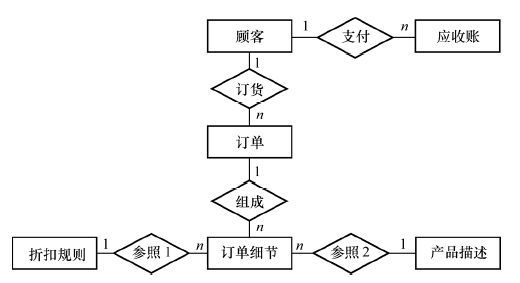 顾客 1 支付 n 应收账
1
订货
n
订单
1
组成
n
折扣规则 1 参照1 n 订单细节 n 参照2 1 产品描述